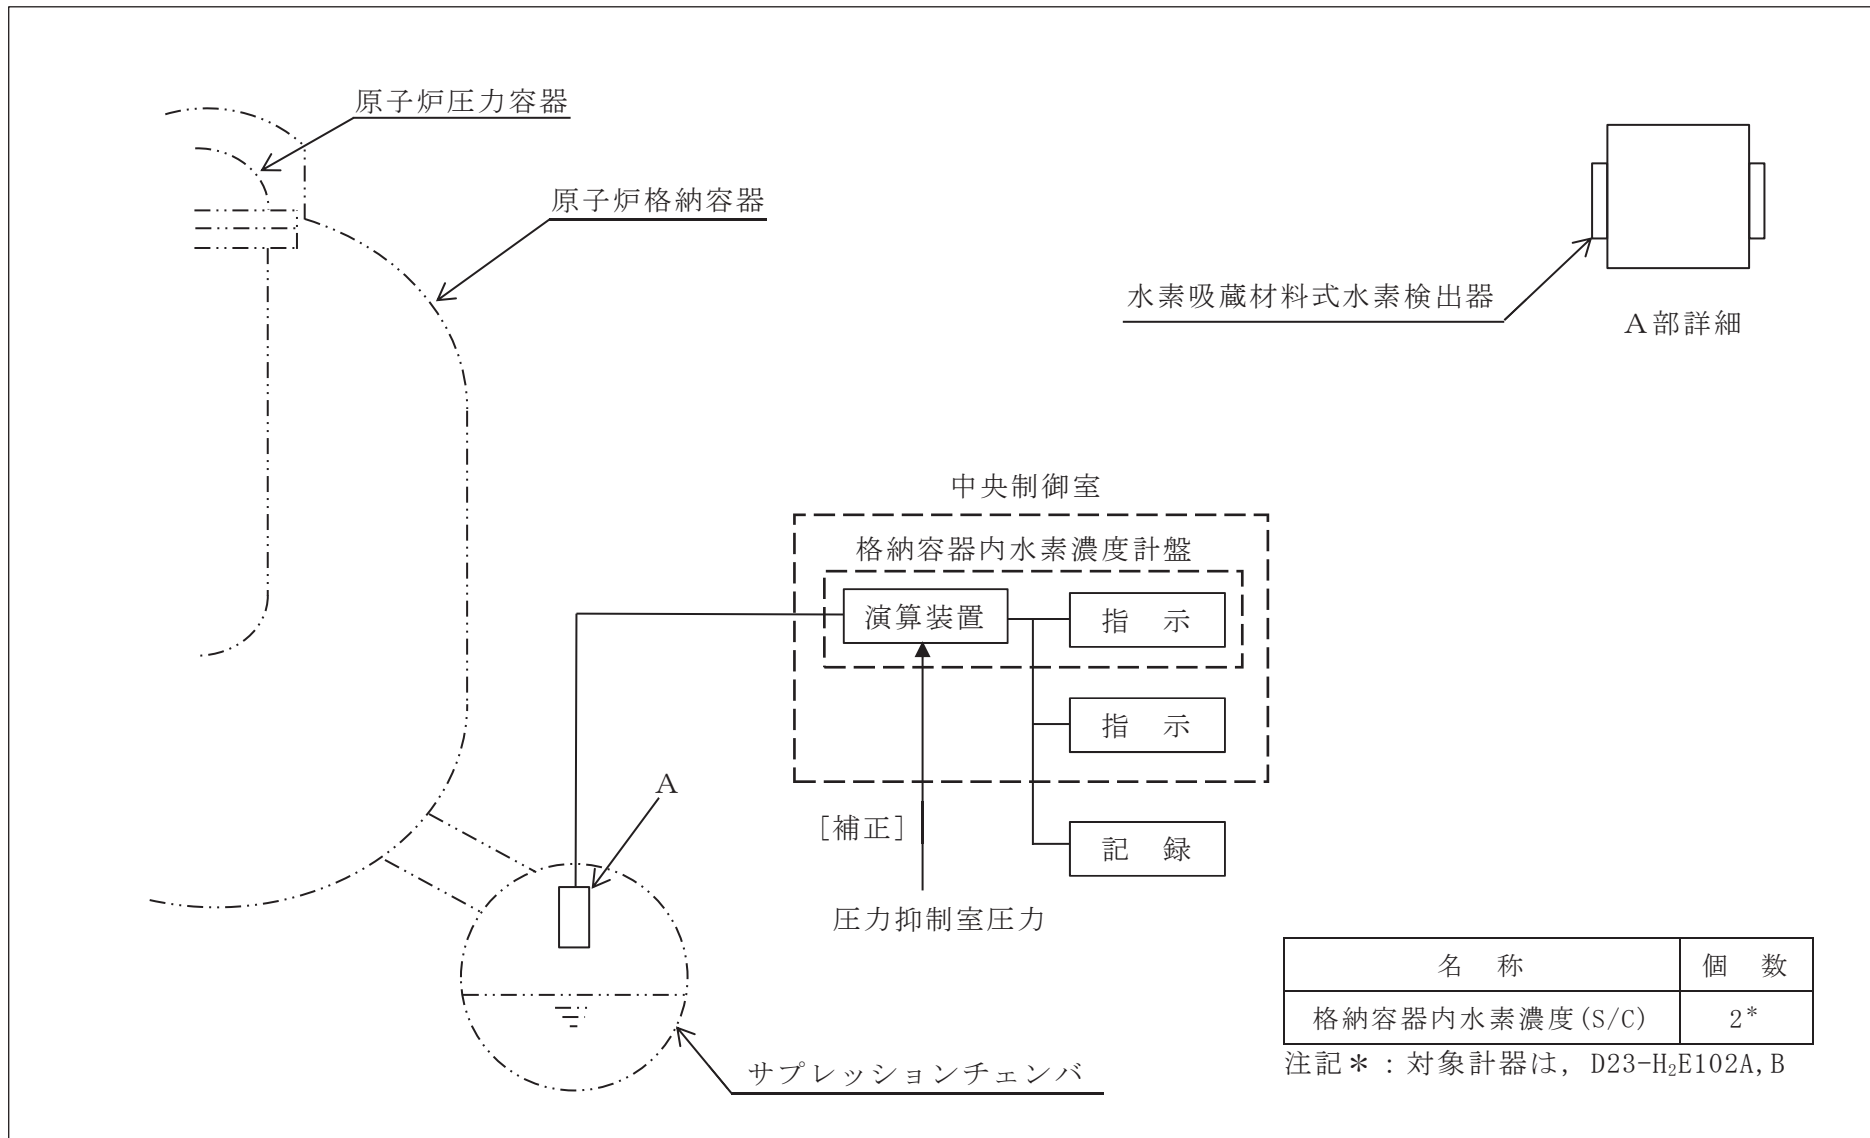 原子炉圧力容器
原子炉格納容器
水素吸蔵材料式水素検出器
A部詳細
中央制御室
格納容器内水素濃度計盤
演算装置
指　示
指　示
A
[補正]
記　録
圧力抑制室圧力
サプレッションチェンバ
名　称　個　数
格納容器内水素濃度(S/C)　2*
注記＊：対象計器は，D23-H₂E102A,B